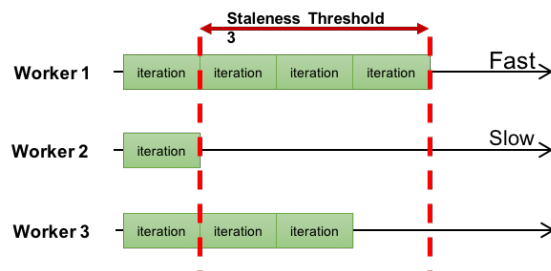 Staleness Threshold
3
Worker 1 iteration iteration iteration iteration Fast
Worker 2 iteration Slow
Worker 3 iteration iteration iteration